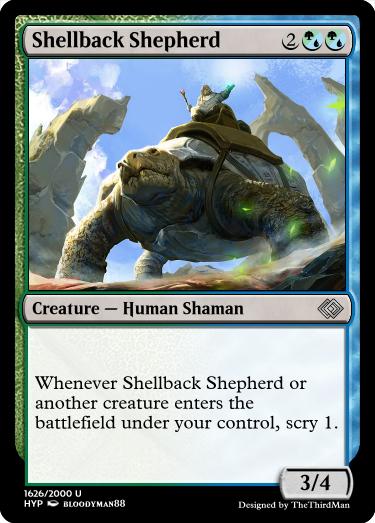 Shellback Shepherd 2
Creature — Human Shaman
Whenever Shellback Shepherd or
another creature enters the
battlefield under your control, scry 1.
3/4
1626/2000 U
HYP BLOODYMAN88
Designed by TheThirdMan